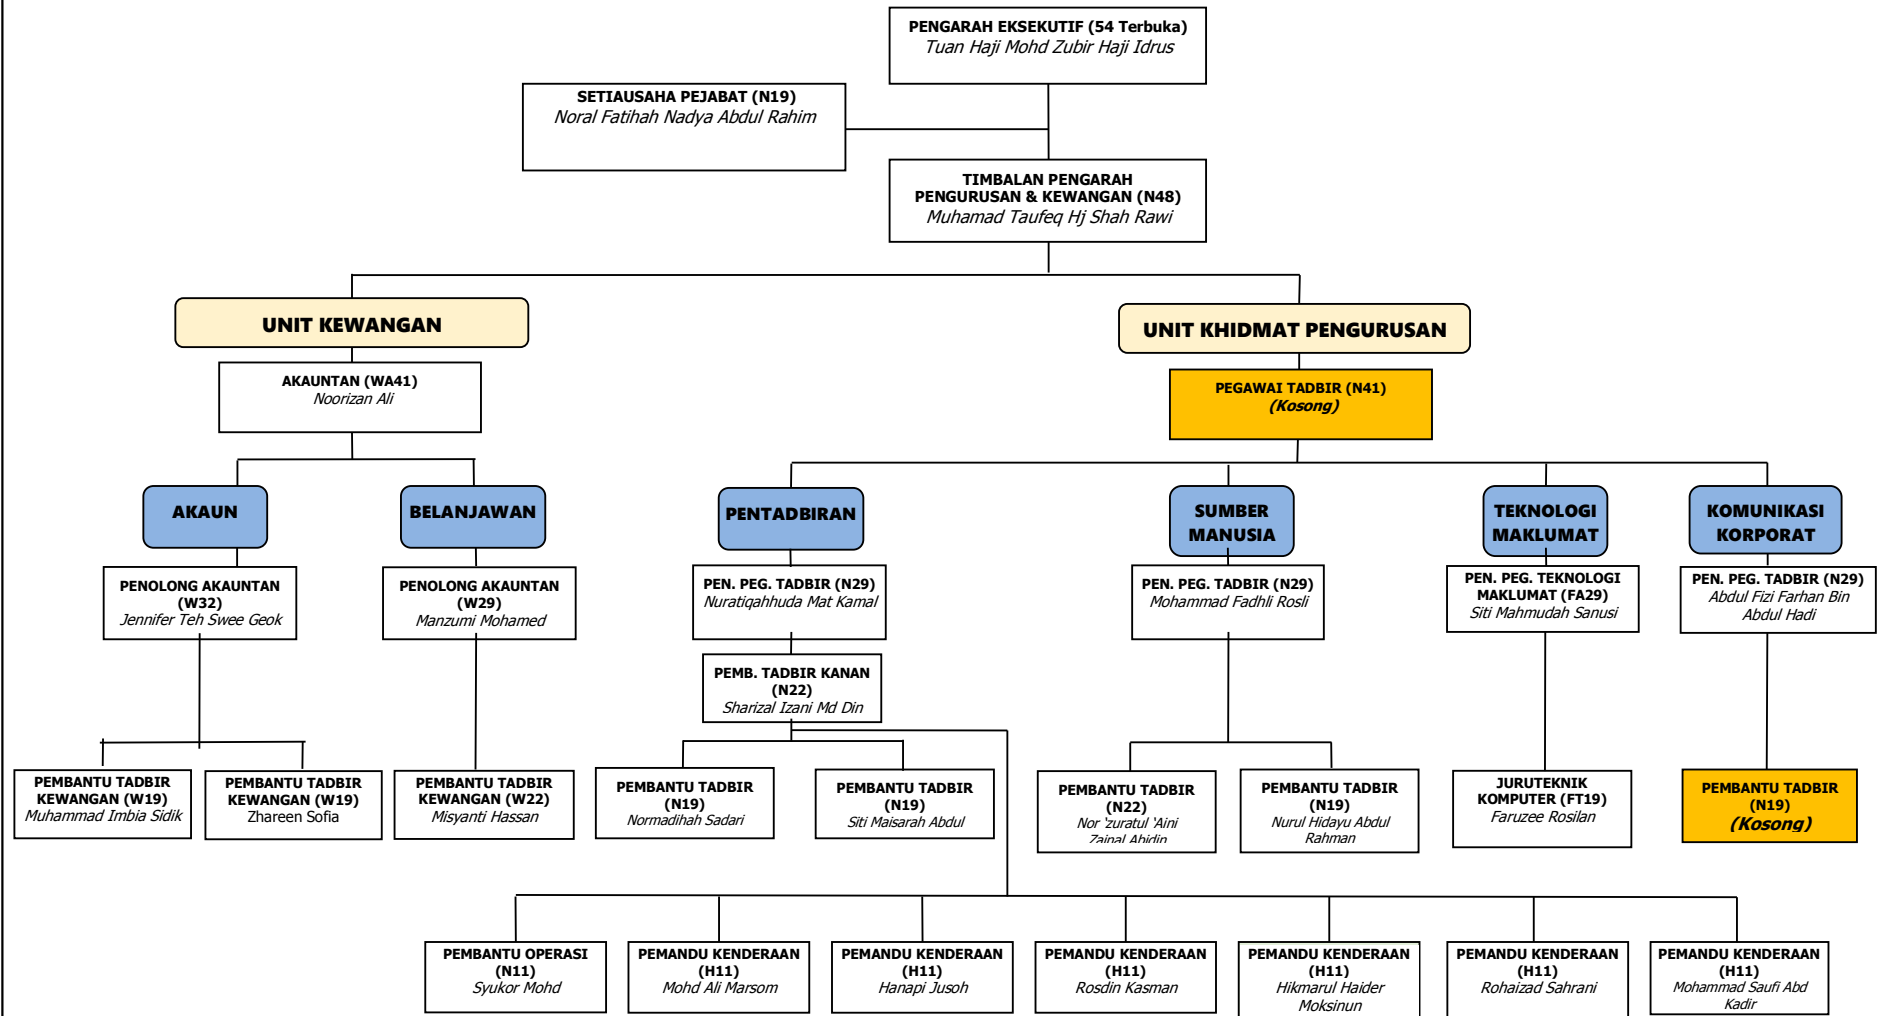 PENGARAH EKSEKUTIF (54 Terbuka)
Tuan Haji Mohd Zubir Haji Idrus
SETIAUSAHA PEJABAT (N19)
Noral Fatihah Nadya Abdul Rahim
TIMBALAN PENGARAH
PENGURUSAN & KEWANGAN (N48)
Muhamad Taufeq Hj Shah Rawi
UNIT KEWANGAN
UNIT KHIDMAT PENGURUSAN
AKAUNTAN (WA41)
Noorizan Ali
PEGAWAI TADBIR (N41)
(Kosong)
AKAUN
BELANJAWAN
PENTADBIRAN
SUMBER
MANUSIA
TEKNOLOGI
MAKLUMAT
KOMUNIKASI
KORPORAT
PENOLONG AKAUNTAN
(W32)
Jennifer Teh Swee Geok
PENOLONG AKAUNTAN
(W29)
Manzumi Mohamed
PEN. PEG. TADBIR (N29)
Nuratiqahhuda Mat Kamal
PEN. PEG. TADBIR (N29)
Mohammad Fadhli Rosli
PEN. PEG. TEKNOLOGI
MAKLUMAT (FA29)
Siti Mahmudah Sanusi
PEN. PEG. TADBIR (N29)
Abdul Fizi Farhan Bin
Abdul Hadi
PEMB. TADBIR KANAN
(N22)
Sharizal Izani Md Din
PEMBANTU TADBIR
KEWANGAN (W19)
Muhammad Imbia Sidik
PEMBANTU TADBIR
KEWANGAN (W19)
Zhareen Sofia
PEMBANTU TADBIR
KEWANGAN (W22)
Misyanti Hassan
PEMBANTU TADBIR
(N19)
Normadihah Sadari
PEMBANTU TADBIR
(N19)
Siti Maisarah Abdul
PEMBANTU TADBIR
(N22)
Nor ‘zuratul ‘Aini
Zainal Abidin
PEMBANTU TADBIR
(N19)
Nurul Hidayu Abdul
Rahman
JURUTEKNIK
KOMPUTER (FT19)
Faruzee Rosilan
PEMBANTU TADBIR
(N19)
(Kosong)
PEMBANTU OPERASI
(N11)
Syukor Mohd
PEMANDU KENDERAAN
(H11)
Mohd Ali Marsom
PEMANDU KENDERAAN
(H11)
Hanapi Jusoh
PEMANDU KENDERAAN
(H11)
Rosdin Kasman
PEMANDU KENDERAAN
(H11)
Hikmarul Haider
Moksinun
PEMANDU KENDERAAN
(H11)
Rohaizad Sahrani
PEMANDU KENDERAAN
(H11)
Mohammad Saufi Abd
Kadir